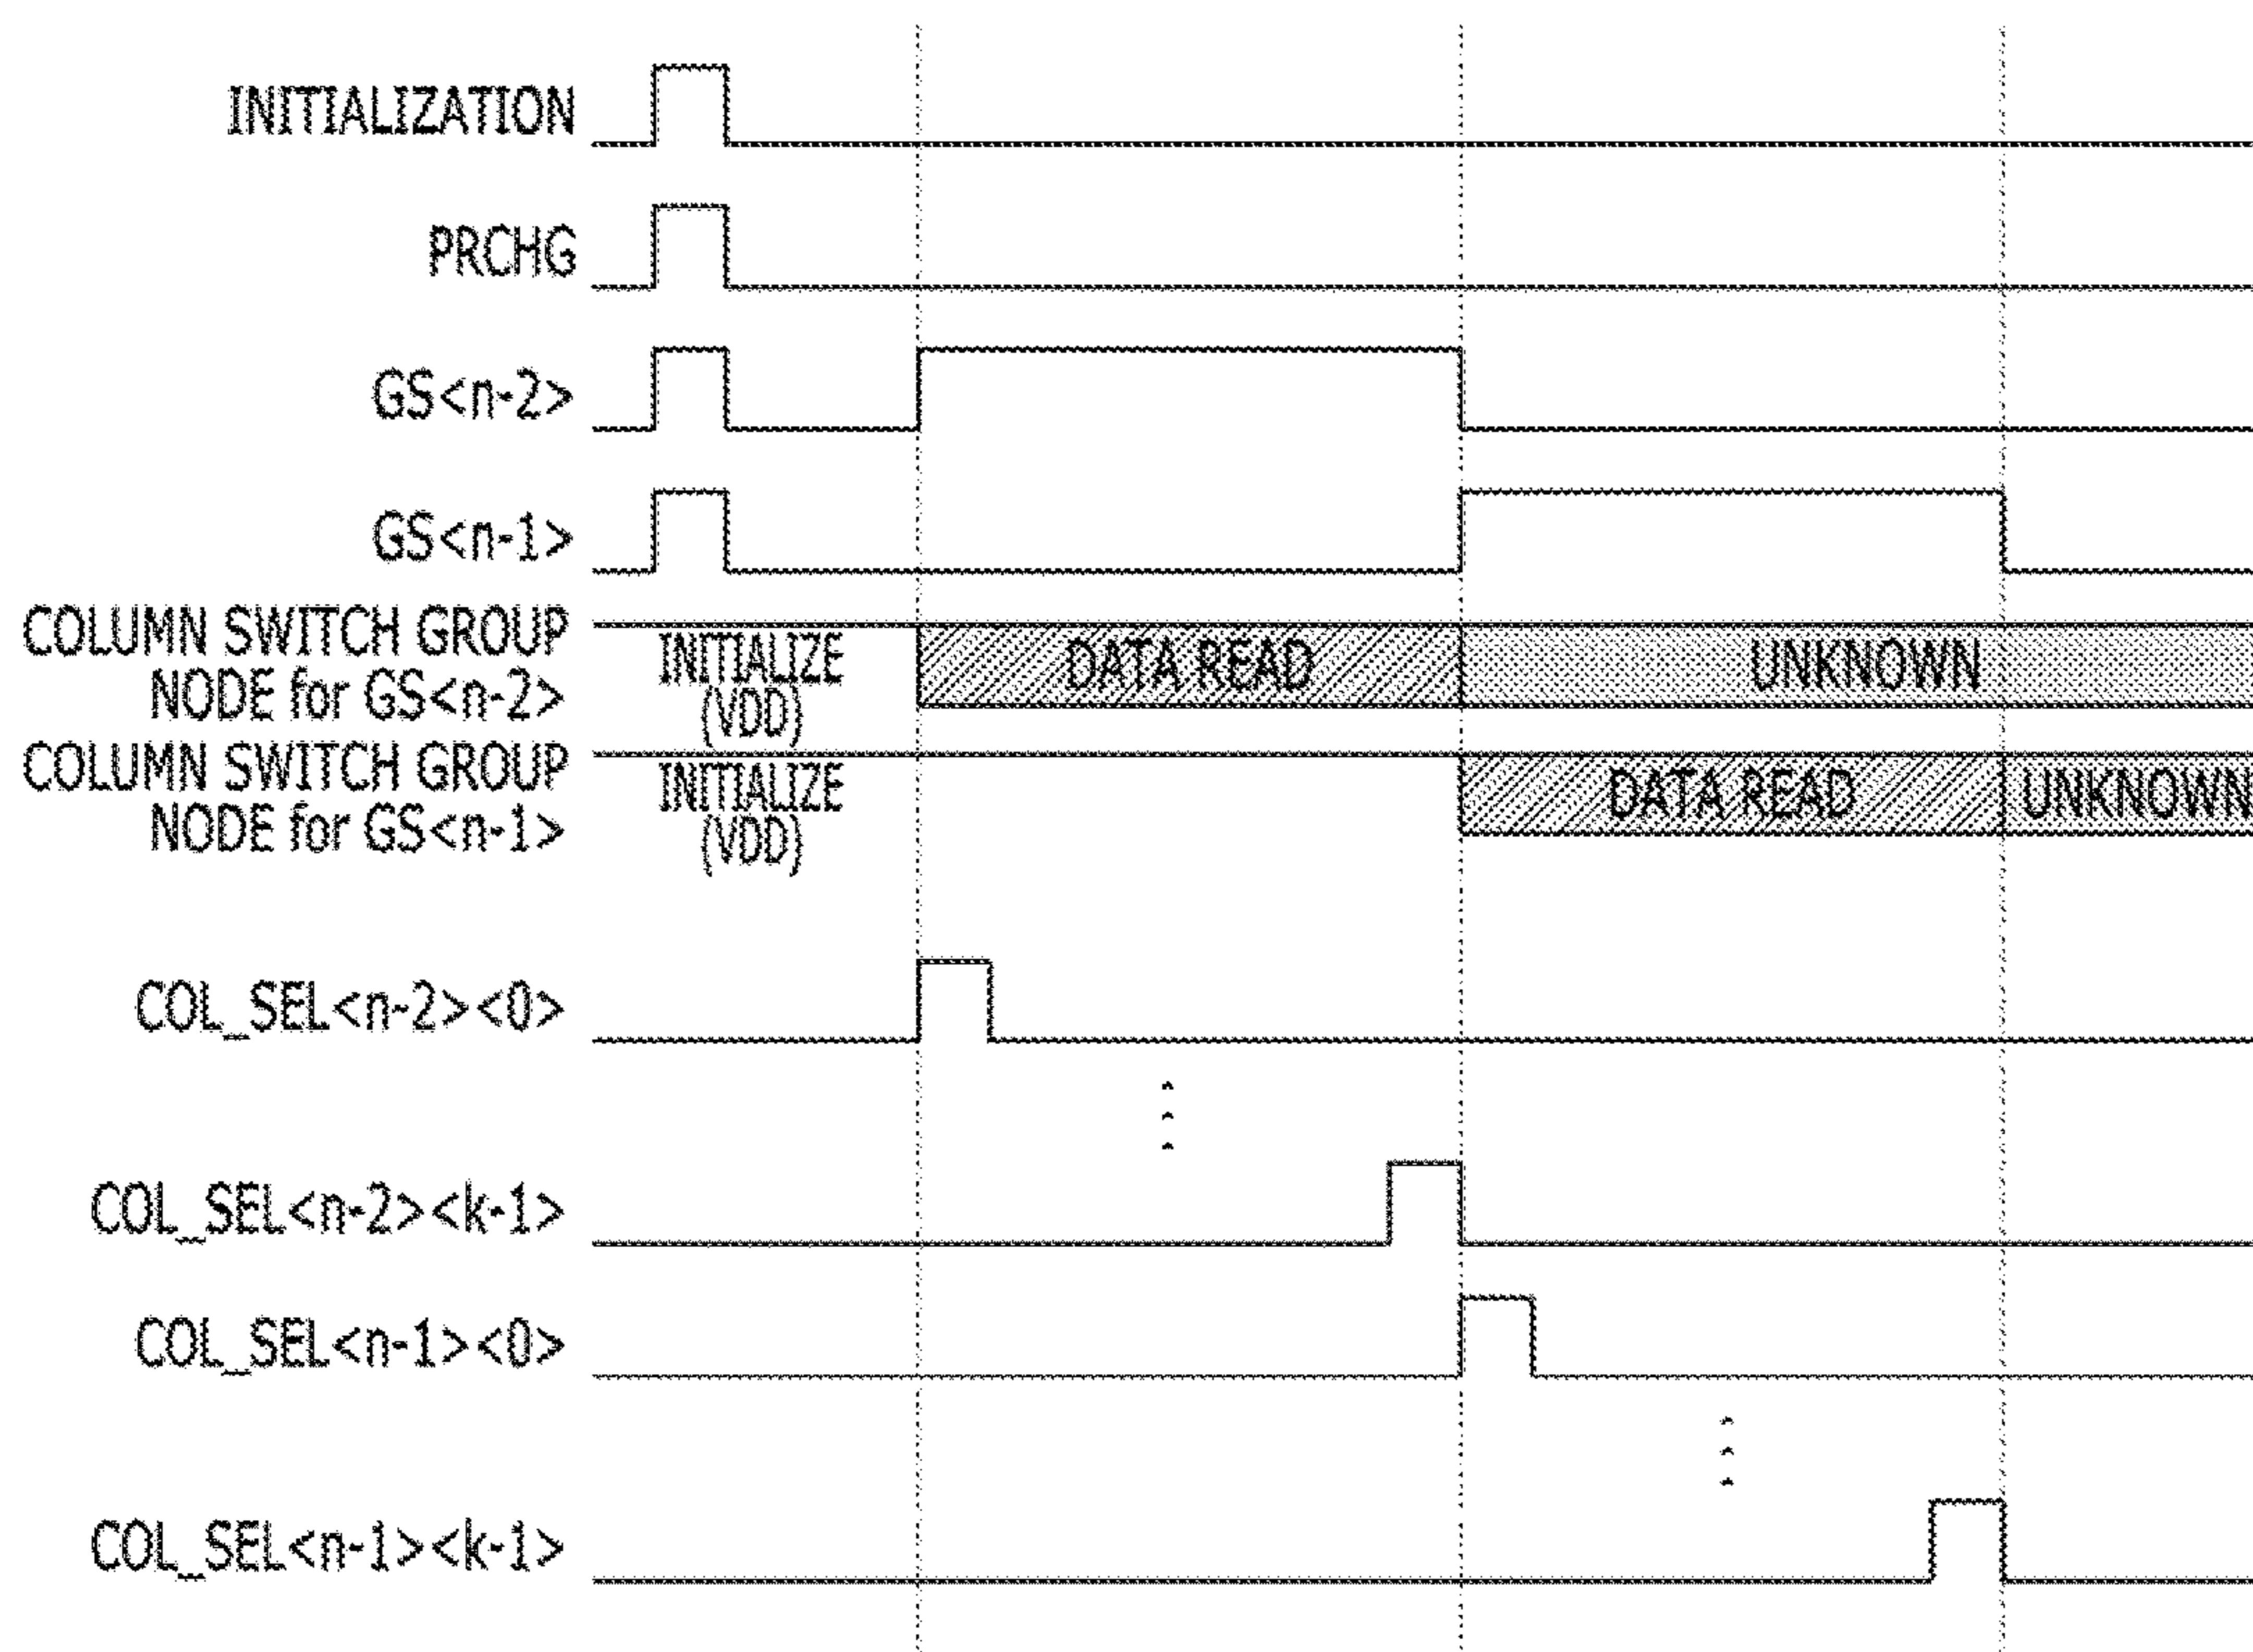 INITIALIZATION
PRCHG
GS<n-2>
GS<n-1>
COLUMN SWITCH GROUP
NODE for GS<n-2>
INITIALIZE
(VDD)
DATA READ
UNKNOWN
COLUMN SWITCH GROUP
NODE for GS<n-1>
INITIALIZE
(VDD)
DATA READ
UNKNOWN
COL_SEL<n-2><0>
COL_SEL<n-2><k-1>
COL_SEL<n-1><0>
COL_SEL<n-1><k-1>